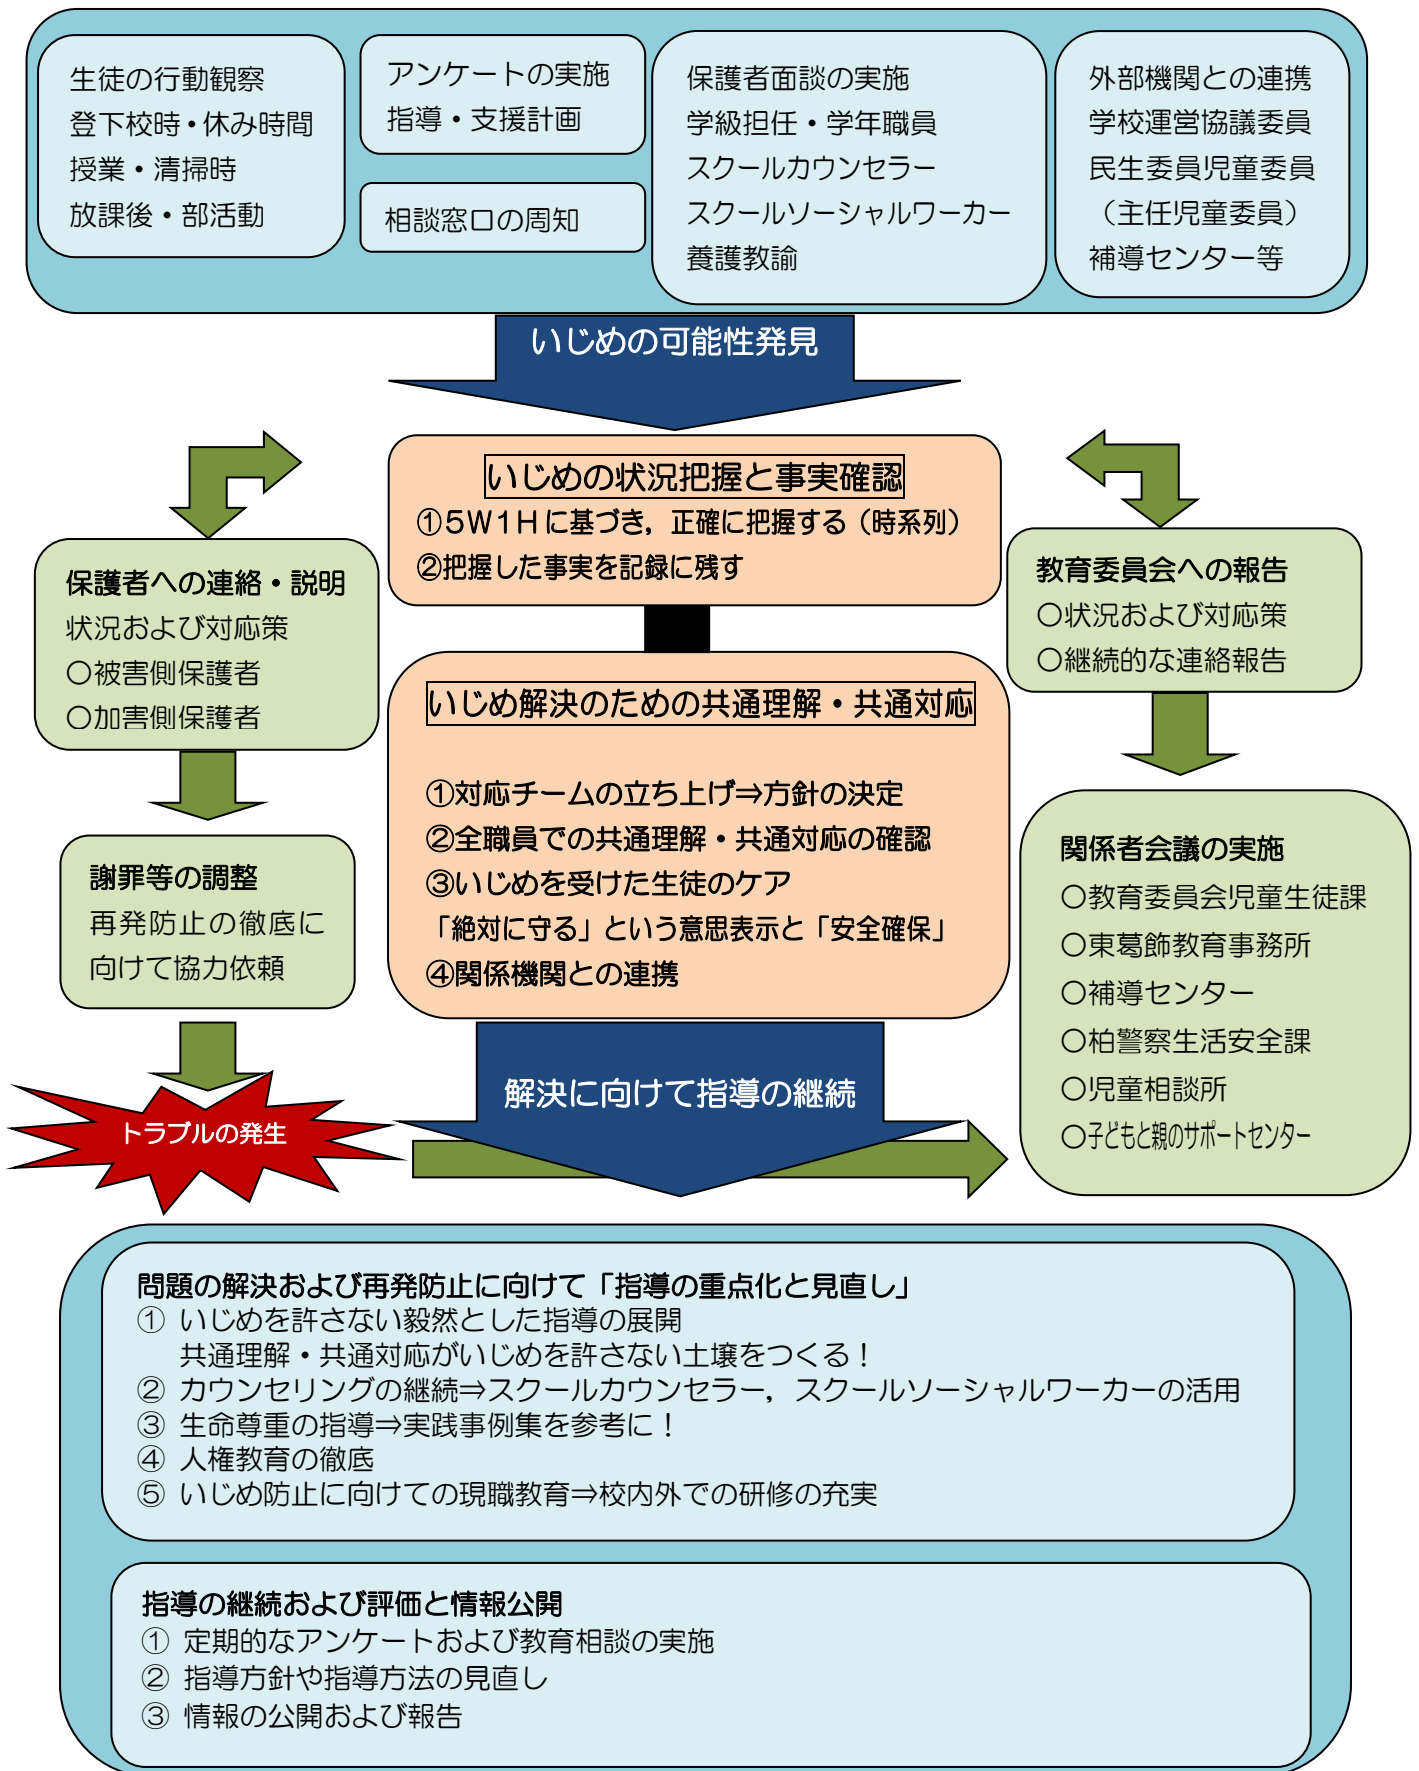 生徒の行動観察
登下校時・休み時間
授業・清掃時
放課後・部活動
アンケートの実施
指導・支援計画
相談窓口の周知
保護者面談の実施
学級担任・学年職員
スクールカウンセラー
スクールソーシャルワーカー
養護教諭
外部機関との連携
学校運営協議委員
民生委員児童委員
（主任児童委員）
補導センター等
いじめの可能性発見
いじめの状況把握と事実確認
①５Ｗ１Ｈに基づき，正確に把握する（時系列）
②把握した事実を記録に残す
保護者への連絡・説明
状況および対応策
〇被害側保護者
〇加害側保護者
教育委員会への報告
〇状況および対応策
〇継続的な連絡報告
いじめ解決のための共通理解・共通対応
①対応チームの立ち上げ⇒方針の決定
②全職員での共通理解・共通対応の確認
③いじめを受けた生徒のケア
「絶対に守る」という意思表示と「安全確保」
④関係機関との連携
謝罪等の調整
再発防止の徹底に
向けて協力依頼
関係者会議の実施
〇教育委員会児童生徒課
〇東葛飾教育事務所
〇補導センター
〇柏警察生活安全課
〇児童相談所
〇子どもと親のサポートセンター
解決に向けて指導の継続
トラブルの発生
問題の解決および再発防止に向けて「指導の重点化と見直し」
① いじめを許さない毅然とした指導の展開
共通理解・共通対応がいじめを許さない土壌をつくる！
② カウンセリングの継続⇒スクールカウンセラー，スクールソーシャルワーカーの活用
③ 生命尊重の指導⇒実践事例集を参考に！
④ 人権教育の徹底
⑤ いじめ防止に向けての現職教育⇒校内外での研修の充実
指導の継続および評価と情報公開
① 定期的なアンケートおよび教育相談の実施
② 指導方針や指導方法の見直し
③ 情報の公開および報告